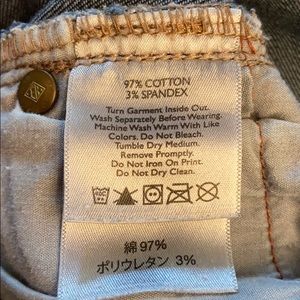 97% COTTON
3% SPANDEX
Turn Garment Inside Out.
Wash Separately Before Wearing.
Machine Wash Warm With Like
Colors. Do Not Bleach.
Tumble Dry Medium.
Remove Promptly.
Do Not Iron On Print.
Do Not Dry Clean.
綿 97%
ポリウレタン 3%